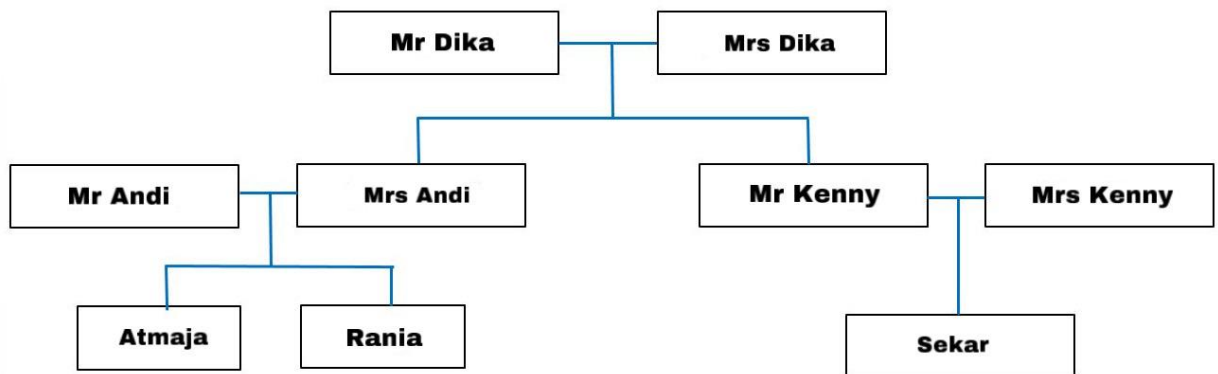 Mr Dika
Mrs Dika
Mr Andi
Mrs Andi
Mr Kenny
Mrs Kenny
Atmaja
Rania
Sekar